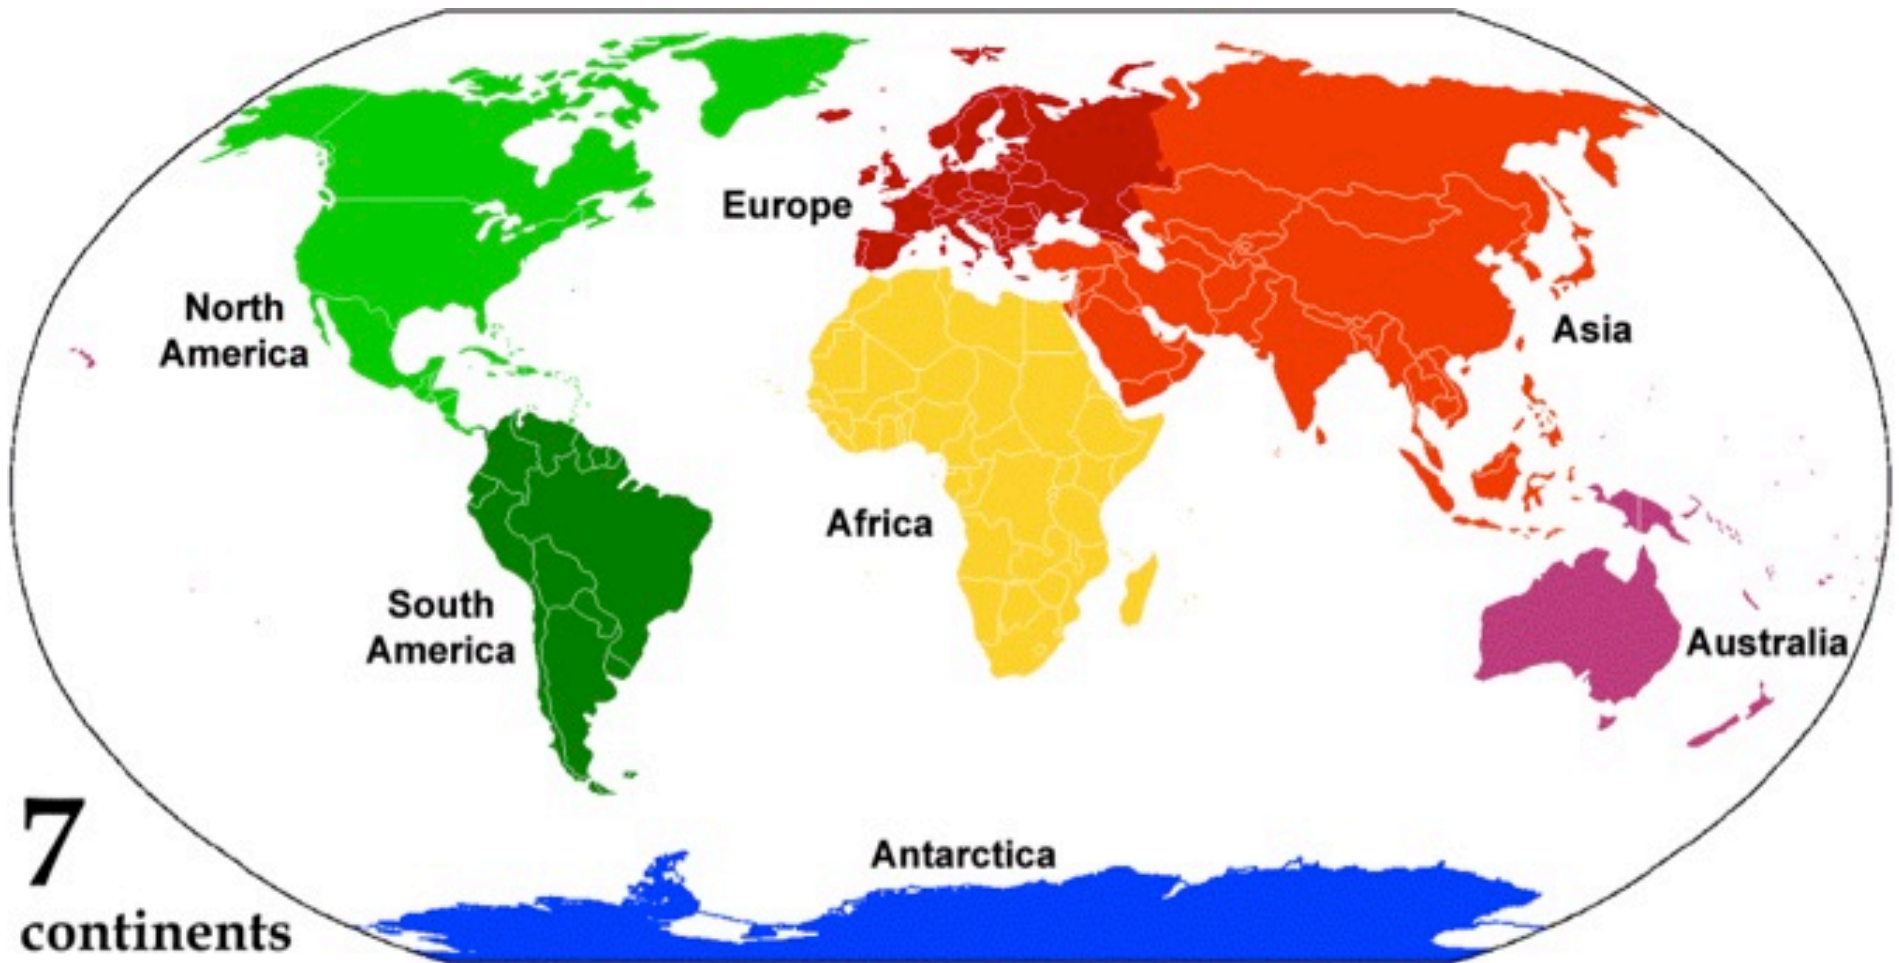 Europe
North
America
Asia
Africa
South
America
Australia
Antarctica
7
continents